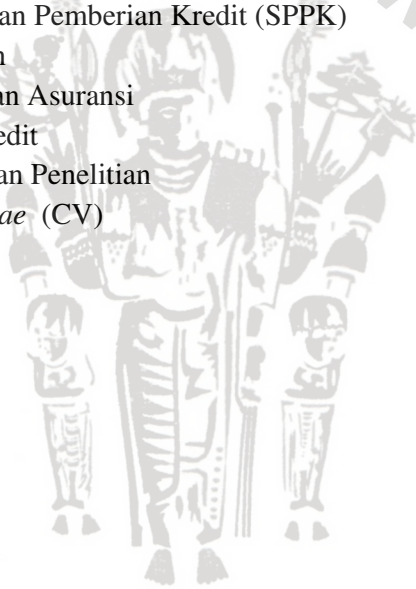 an Pemberian Kredit (SPPK)
n
an Asuransi
edit
an Penelitian
ae (CV)